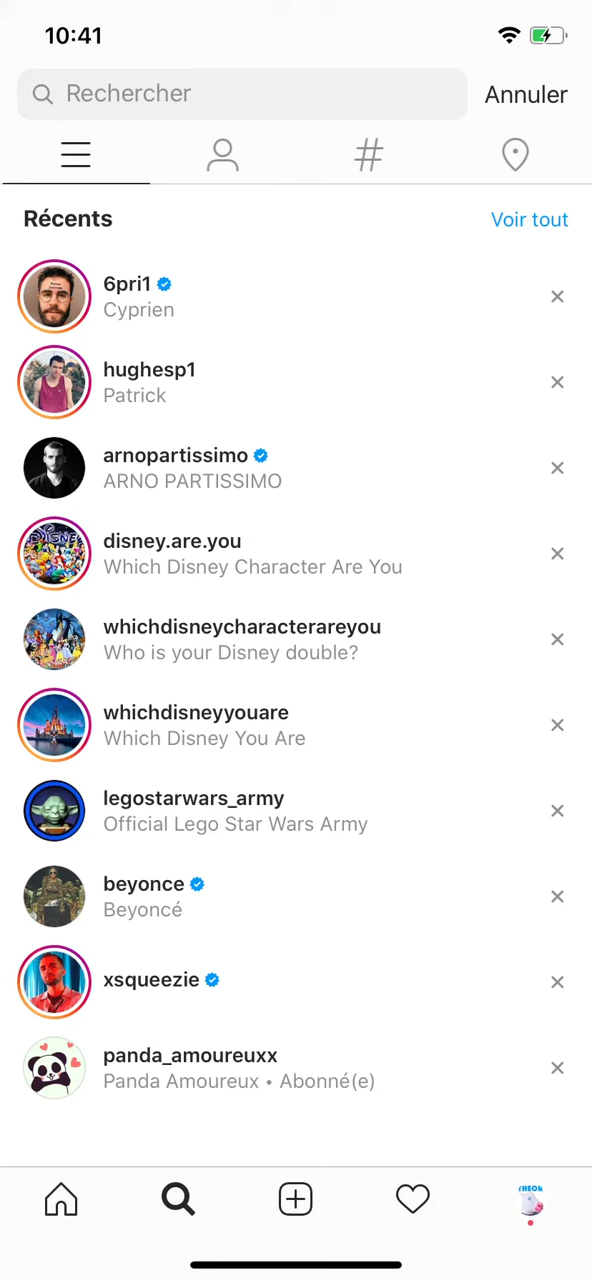 10:41
Rechercher
Annuler
#
Récents
Voir tout
6pri1
Cyprien
hughesp1
Patrick
arnopartissimo
ARNO PARTISSIMO
disney.are.you
Which Disney Character Are You
whichdisneycharacterareyou
Who is your Disney double?
whichdisneyyouare
Which Disney You Are
legostarwars_army
Official Lego Star Wars Army
beyonce
Beyoncé
xsqueezie
panda_amoureuxx
Panda Amoureux • Abonné(e)